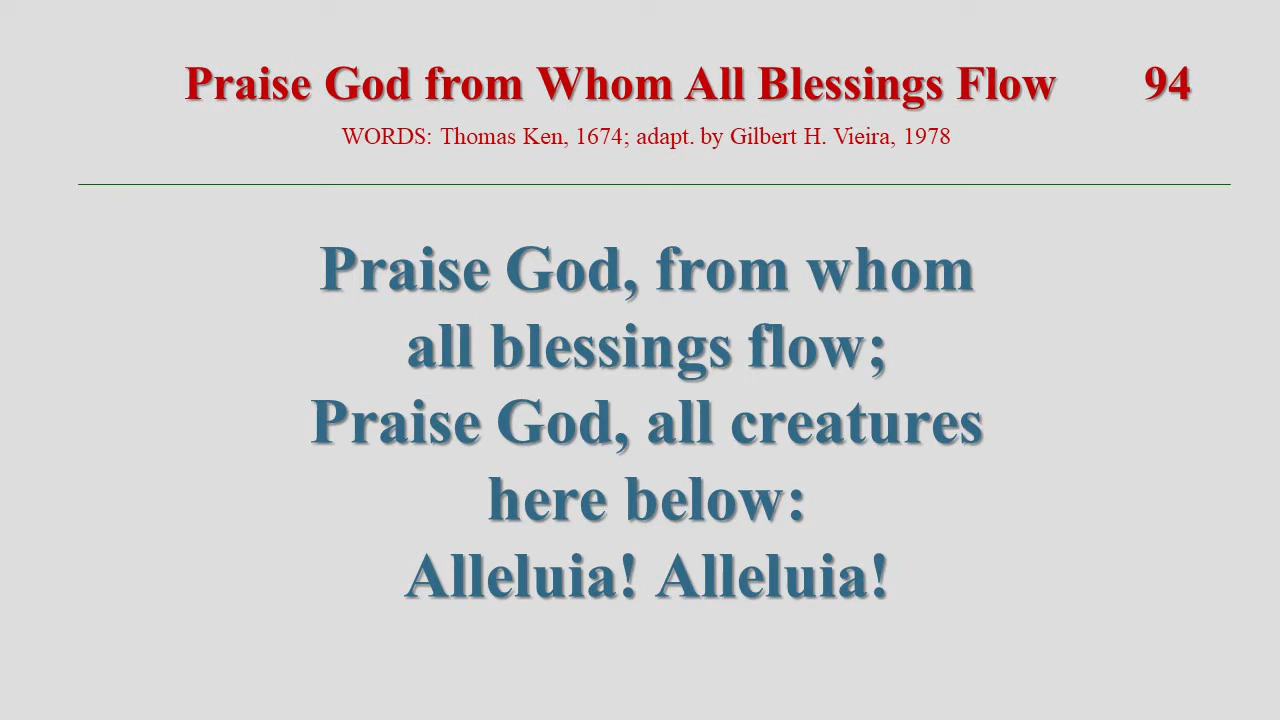 Praise God from Whom All Blessings Flow 94
WORDS: Thomas Ken, 1674; adapt. by Gilbert H. Vieira, 1978
Praise God, from whom
all blessings flow;
Praise God, all creatures
here below:
Alleluia! Alleluia!